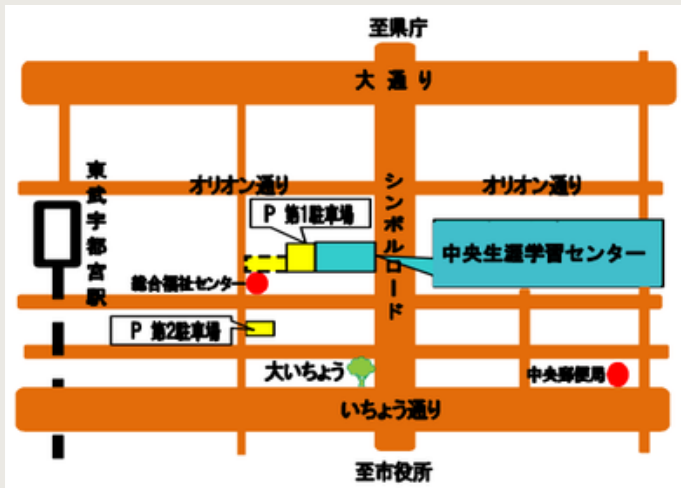 至県庁
大 通 り
東武宇都宮駅
オリオン通り
シンボルロード
オリオン通り
P 第1駐車場
中央生涯学習センター
総合福祉センター
P 第2駐車場
大いちょう
中央郵便局
いちょう通り
至市役所